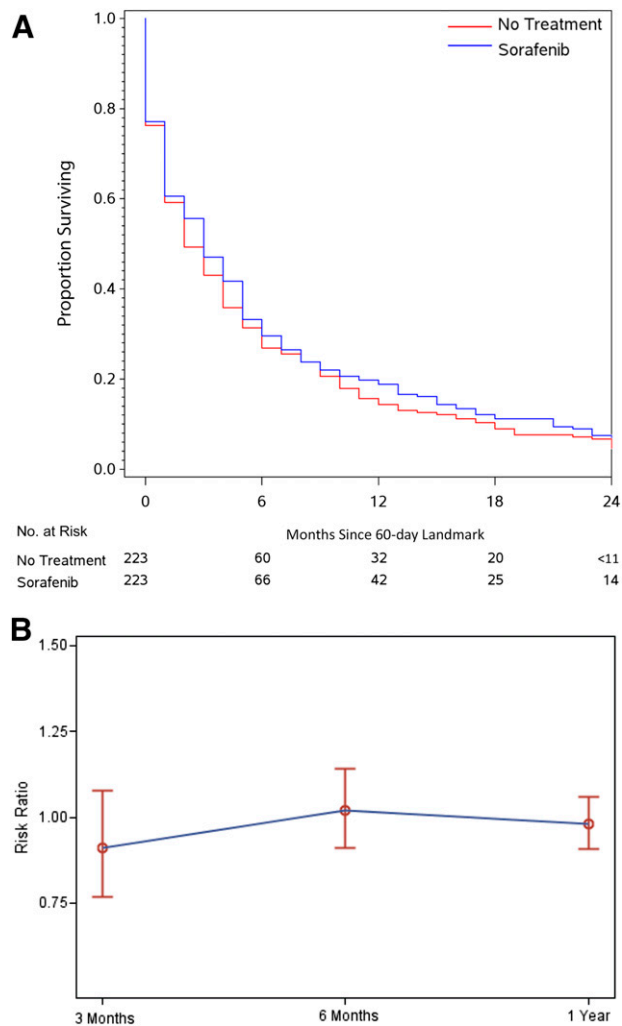 A
No Treatment
Sorafenib
Proportion Surviving
1.0
0.8
0.6
0.4
0.2
0.0
0 6 12 18 24
No. at Risk
Months Since 60-day Landmark
No Treatment 223 60 32 20 <11
Sorafenib 223 66 42 25 14
B
Risk Ratio
1.50
1.25
1.00
0.75
3 Months 6 Months 1 Year